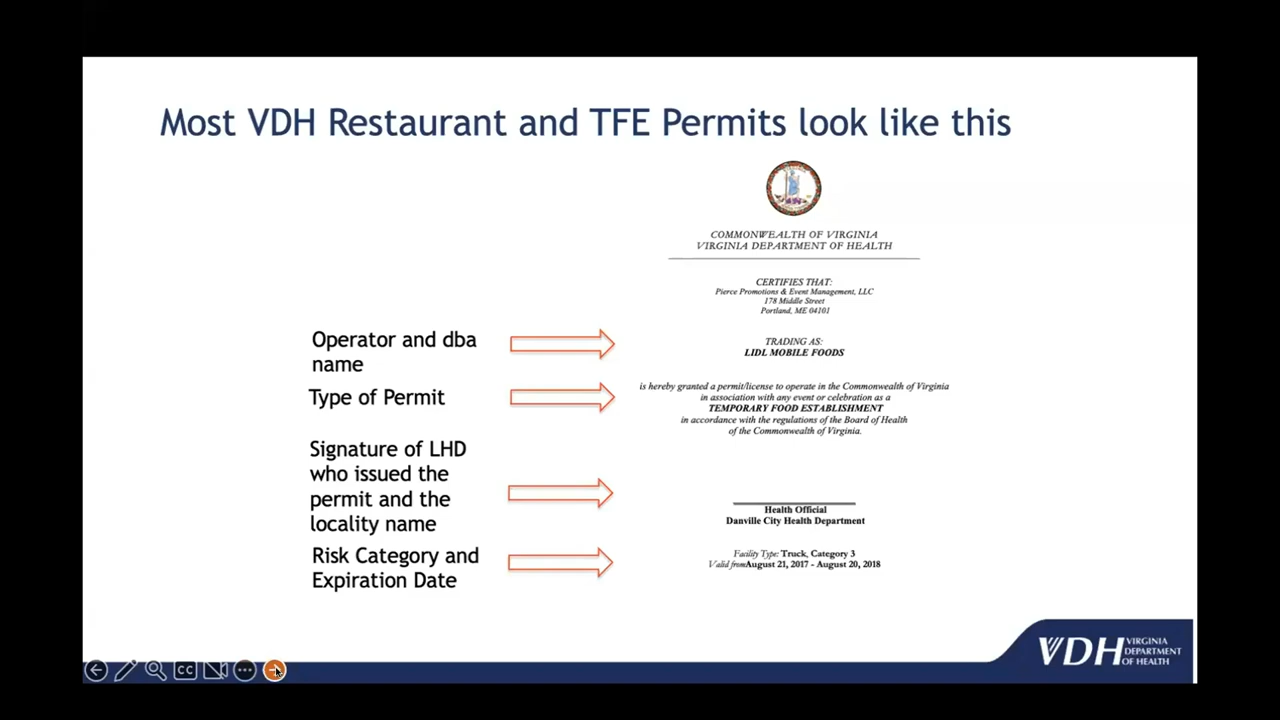 Most VDH Restaurant and TFE Permits look like this
COMMONWEALTH OF VIRGINIA
VIRGINIA DEPARTMENT OF HEALTH
CERTIFIES THAT:
Pierce Promotions & Event Management, LLC
178 Middle Street
Portland, ME 04101
Operator and dba
name
TRADING AS:
LIDL MOBILE FOODS
Type of Permit
is hereby granted a permit/license to operate in the Commonwealth of Virginia
in association with any event or celebration as a
TEMPORARY FOOD ESTABLISHMENT
in accordance with the regulations of the Board of Health
of the Commonwealth of Virginia.
Signature of LHD
who issued the
permit and the
locality name
Health Official
Danville City Health Department
Risk Category and
Expiration Date
Facility Type: Truck, Category 3
Valid fromAugust 21, 2017 - August 20, 2018
CC
VDH
VIRGINIA
DEPARTMENT
OF HEALTH